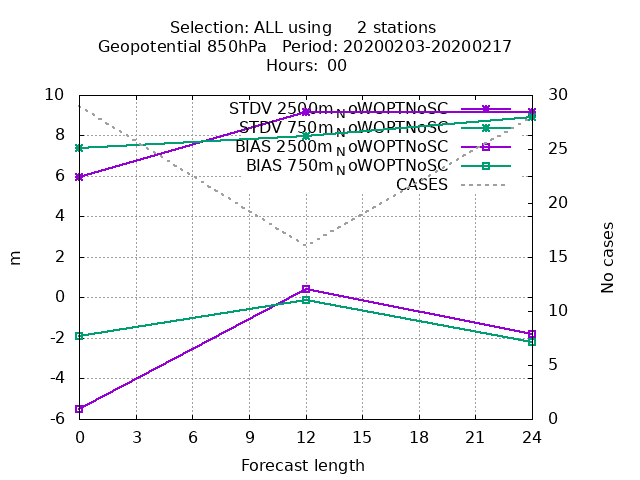 Selection: ALL using 2 stations
Geopotential 850hPa Period: 20200203-20200217
Hours: 00
10 30
STDV 2500m_NoWOPTNoSC
STDV 750m_NoWOPTNoSC
8 25
BIAS 2500m_NoWOPTNoSC
BIAS 750m_NoWOPTNoSC
6
CASES
20
4
2 15
m
No cases
0
10
-2
5
-4
-6 0
0 3 6 9 12 15 18 21 24
Forecast length